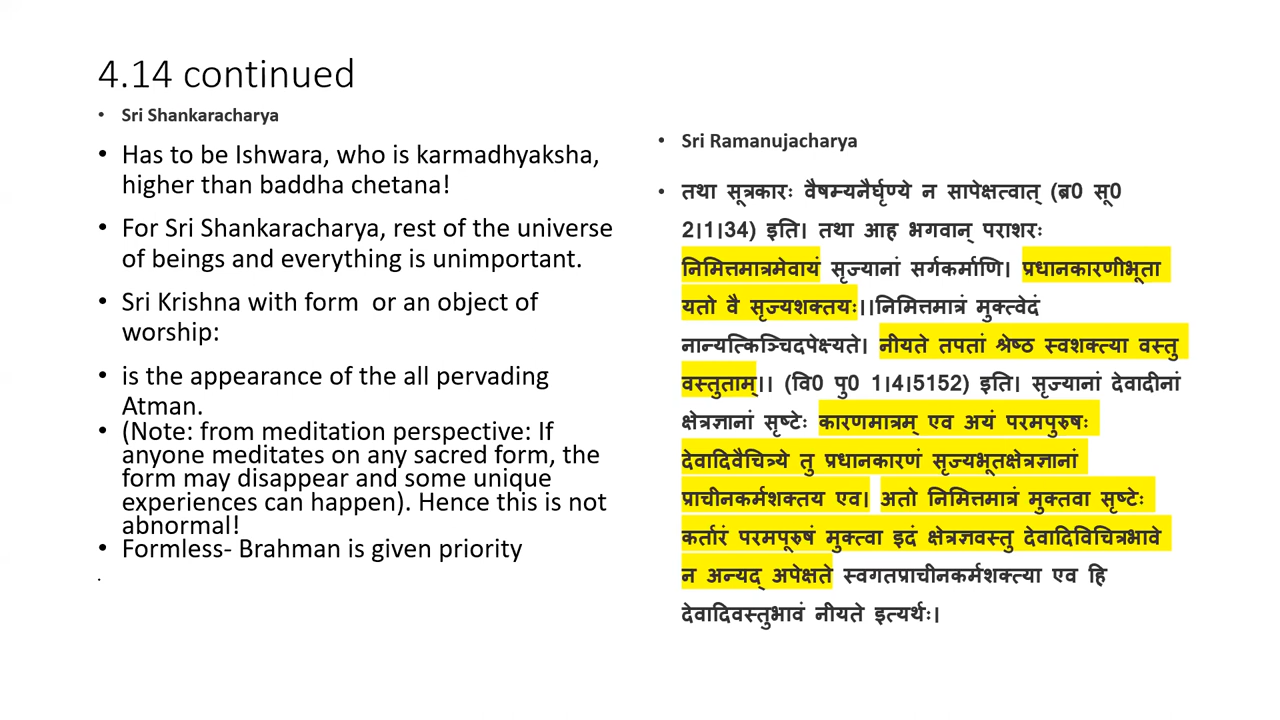 4.14 continued
• Sri Shankaracharya
• Has to be Ishwara, who is karmadhyaksha,
higher than baddha chetana!
• For Sri Shankaracharya, rest of the universe
of beings and everything is unimportant.
• Sri Krishna with form  or an object of
worship:
• is the appearance of the all pervading
Atman.
• (Note: from meditation perspective: If
anyone meditates on any sacred form, the
form may disappear and some unique
experiences can happen). Hence this is not
abnormal!
• Formless- Brahman is given priority
.
• Sri Ramanujacharya
• तथा सूत्रकारः वैषम्यनैर्घृण्ये न सापेक्षत्वात् (ब्र0 सू0
2।1।34) इति। तथा आह भगवान् पराशरः
निमित्तमात्रमेवायं सृज्यानां सर्गकर्माणि। प्रधानकारणीभूता
यतो वै सृज्यशक्तयः।।निमित्तमात्रं मुक्त्वेदं
नान्यत्किञ्चिदपेक्ष्यते। नीयते तपतां श्रेष्ठ स्वशक्त्या वस्तु
वस्तुताम्।। (वि0 पु0 1।4।5152) इति। सृज्यानां देवादीनां
क्षेत्रज्ञानां सृष्टेः कारणमात्रम् एव अयं परमपुरुषः
देवादिवैचित्र्ये तु प्रधानकारणं सृज्यभूतक्षेत्रज्ञानां
प्राचीनकर्मशक्तय एव। अतो निमित्तमात्रं मुक्तवा सृष्टेः
कर्तारं परमपूरुषं मुक्त्वा इदं क्षेत्रज्ञवस्तु देवादिविचित्रभावे
न अन्यद् अपेक्षते स्वगतप्राचीनकर्मशक्त्या एव हि
देवादिवस्तुभावं नीयते इत्यर्थः।